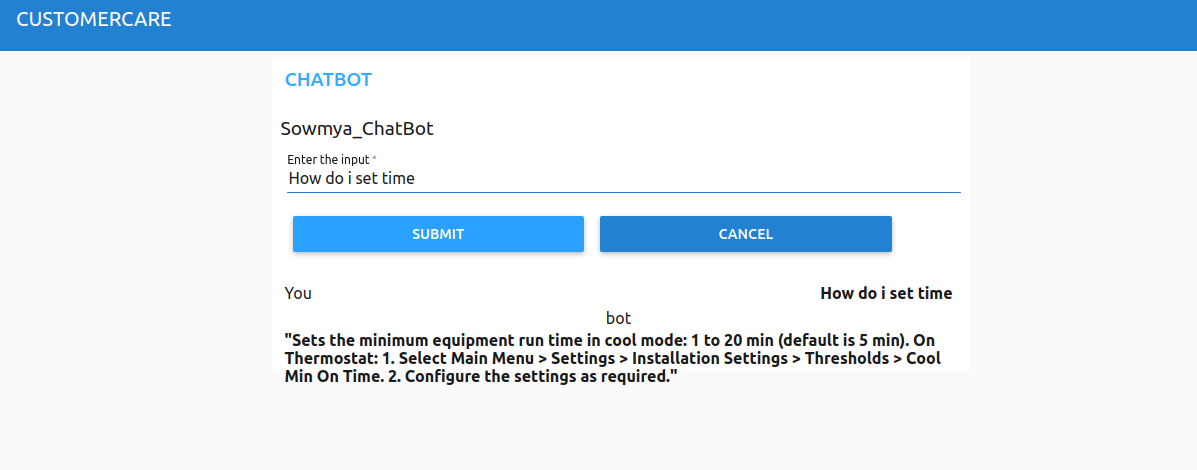 CUSTOMERCARE
CHATBOT
Sowmya_ChatBot
Enter the input *
How do i set time
SUBMIT CANCEL
You How do i set time
bot
"Sets the minimum equipment run time in cool mode: 1 to 20 min (default is 5 min). On
Thermostat: 1. Select Main Menu > Settings > Installation Settings > Thresholds > Cool
Min On Time. 2. Configure the settings as required."